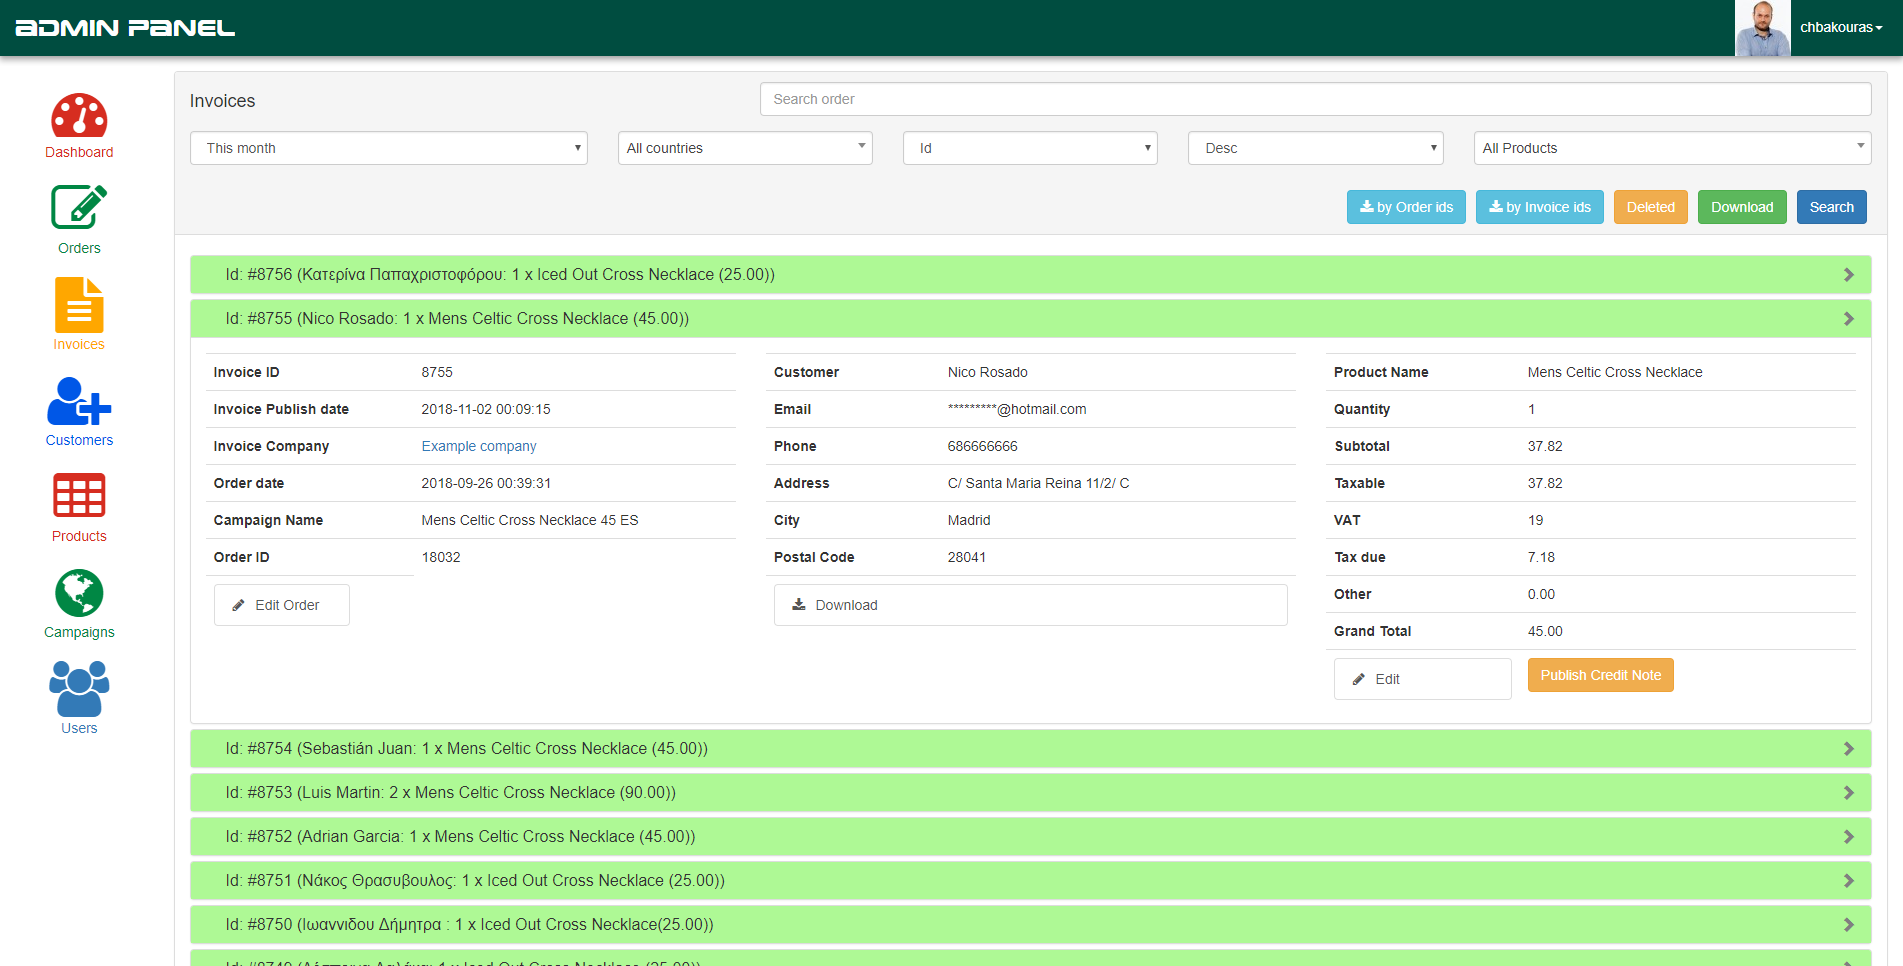 ADMIN PANEL
chbakouras
Dashboard
Orders
Invoices
Customers
Products
Campaigns
Users
Invoices
Search order
This month
All countries
Id
Desc
All Products
by Order ids
by Invoice ids
Deleted
Download
Search
Id: #8756 (Κατερίνα Παπαχριστοφόρου: 1 x Iced Out Cross Necklace (25.00))
Id: #8755 (Nico Rosado: 1 x Mens Celtic Cross Necklace (45.00))
Invoice ID 8755
Invoice Publish date 2018-11-02 00:09:15
Invoice Company Example company
Order date 2018-09-26 00:39:31
Campaign Name Mens Celtic Cross Necklace 45 ES
Order ID 18032
Edit Order
Customer Nico Rosado
Email *********@hotmail.com
Phone 686666666
Address C/ Santa Maria Reina 11/2/ C
City Madrid
Postal Code 28041
Download
Product Name Mens Celtic Cross Necklace
Quantity 1
Subtotal 37.82
Taxable 37.82
VAT 19
Tax due 7.18
Other 0.00
Grand Total 45.00
Edit
Publish Credit Note
Id: #8754 (Sebastián Juan: 1 x Mens Celtic Cross Necklace (45.00))
Id: #8753 (Luis Martin: 2 x Mens Celtic Cross Necklace (90.00))
Id: #8752 (Adrian Garcia: 1 x Mens Celtic Cross Necklace (45.00))
Id: #8751 (Νάκος Θρασυβουλος: 1 x Iced Out Cross Necklace (25.00))
Id: #8750 (Ιωαννιδου Δήμητρα : 1 x Iced Out Cross Necklace(25.00))